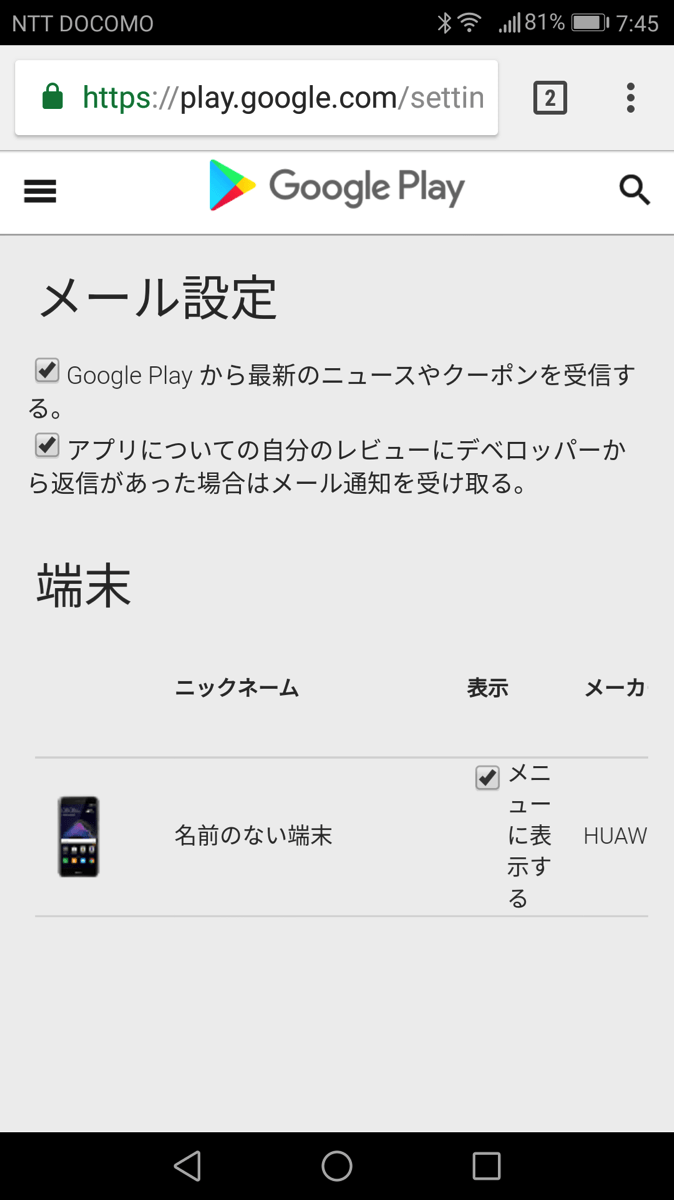 NTT DOCOMO 81% 7:45
https://play.google.com/settin 2
Google Play
メール設定
Google Play から最新のニュースやクーポンを受信す
る。
アプリについての自分のレビューにデベロッパーか
ら返信があった場合はメール通知を受け取る。
端末
ニックネーム 表示 メーカ
名前のない端末
メニ
ュー
に表
示す
る
HUAW